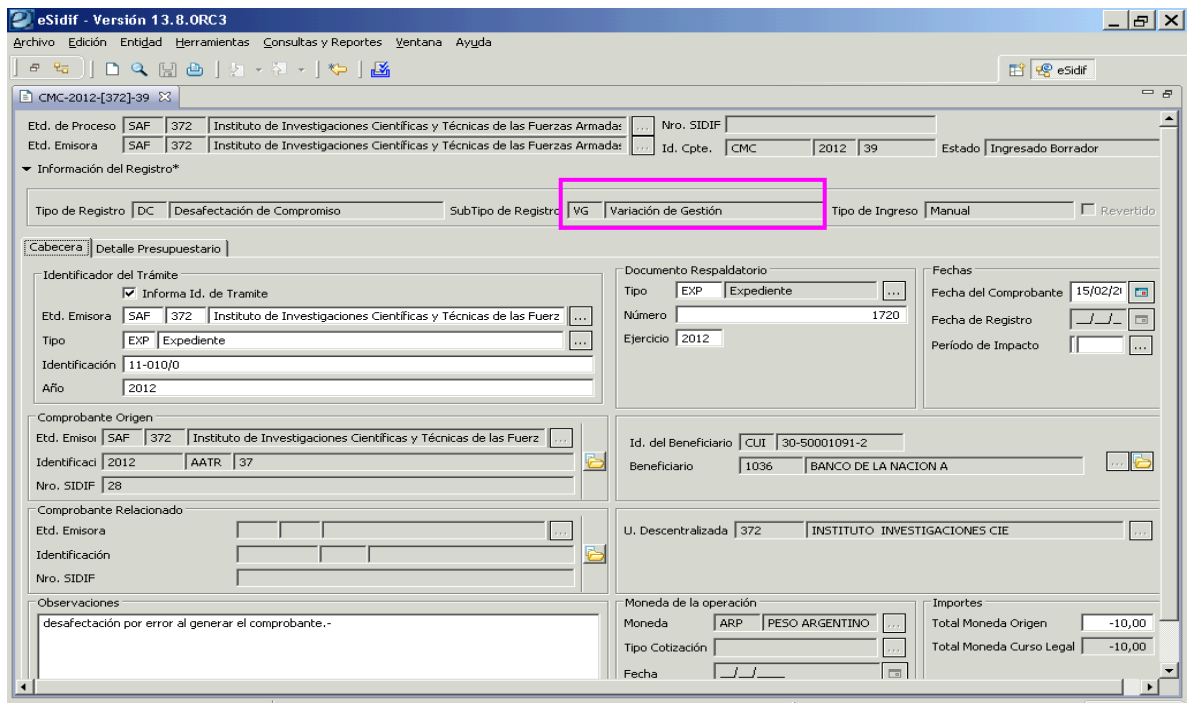 eSidif - Versión 13.8.0RC3
Archivo Edición Entidad Herramientas Consultas y Reportes Ventana Ayuda
eSidif
CMC-2012-[372]-39
Etd. de Proceso SAF 372 Instituto de Investigaciones Científicas y Técnicas de las Fuerzas Armada: ... Nro. SIDIF
Etd. Emisora SAF 372 Instituto de Investigaciones Científicas y Técnicas de las Fuerzas Armada: ... Id. Cpte. CMC 2012 39 Estado Ingresado Borrador
Información del Registro*
Tipo de Registro DC Desafectación de Compromiso SubTipo de Registro VG Variación de Gestión Tipo de Ingreso Manual Revertido
Cabecera Detalle Presupuestario
Identificador del Trámite
Informa Id. de Tramite
Etd. Emisora SAF 372 Instituto de Investigaciones Científicas y Técnicas de las Fuerz ...
Tipo EXP Expediente ...
Identificación 11-010/0
Año 2012
Documento Respaldatorio
Tipo EXP Expediente ...
Número 1720
Ejercicio 2012
Fechas
Fecha del Comprobante 15/02/2
Fecha de Registro __/__/__
Período de Impacto ...
Comprobante Origen
Etd. Emisor SAF 372 Instituto de Investigaciones Científicas y Técnicas de las Fuerz ...
Identificaci 2012 AATR 37
Nro. SIDIF 28
Id. del Beneficiario CUI 30-50001091-2
Beneficiario 1036 BANCO DE LA NACION A ...
Comprobante Relacionado
Etd. Emisora ...
Identificación
Nro. SIDIF
U. Descentralizada 372 INSTITUTO INVESTIGACIONES CIE ...
Observaciones
desafectación por error al generar el comprobante.-
Moneda de la operación
Moneda ARP PESO ARGENTINO ...
Tipo Cotización ...
Fecha __/__/____
Importes
Total Moneda Origen -10,00
Total Moneda Curso Legal -10,00